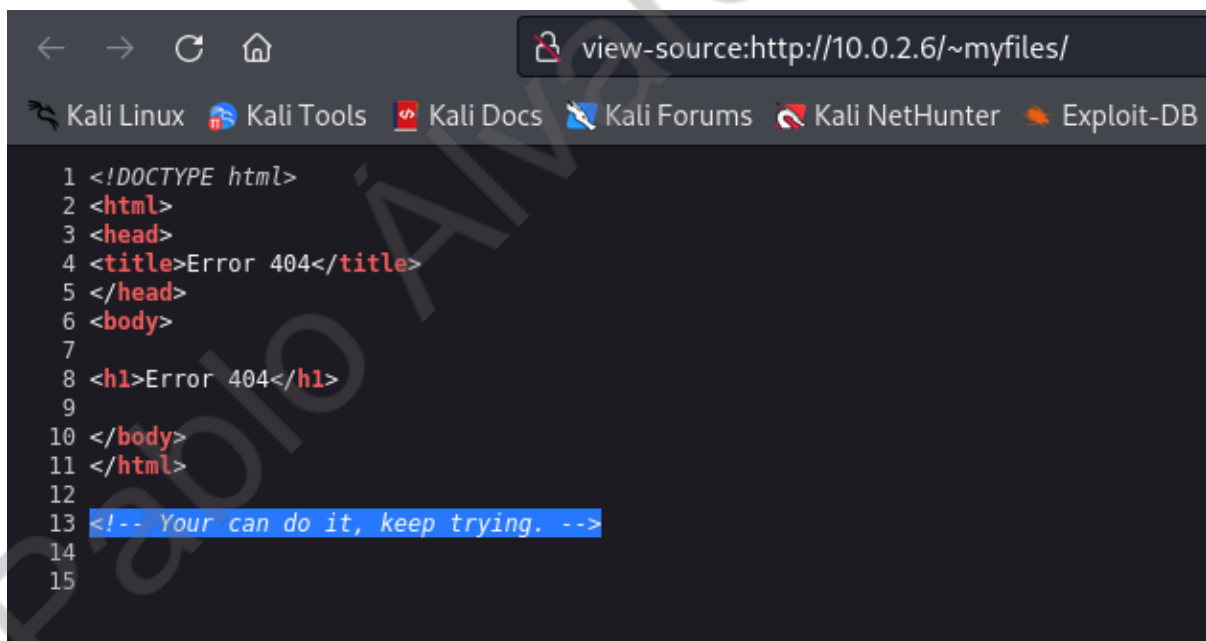 view-source:http://10.0.2.6/~myfiles/
Kali Linux Kali Tools Kali Docs Kali Forums Kali NetHunter Exploit-DB
1 <!DOCTYPE html>
2 <html>
3 <head>
4 <title>Error 404</title>
5 </head>
6 <body>
7
8 <h1>Error 404</h1>
9
10 </body>
11 </html>
12
13 <!-- Your can do it, keep trying. -->
14
15
Pablo Álvar